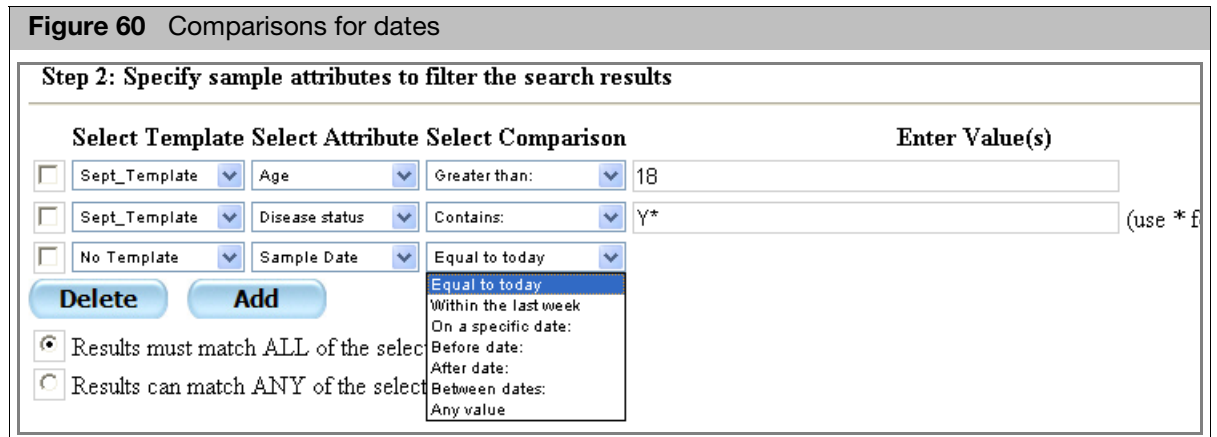 Figure 60 Comparisons for dates
Step 2: Specify sample attributes to filter the search results
Select Template Select Attribute Select Comparison Enter Value(s)
Sept_Template Age Greater than: 18
Sept_Template Disease status Contains: Y* (use * f
No Template Sample Date Equal to today
Equal to today
Within the last week
On a specific date:
Before date:
After date:
Between dates:
Any value
Delete Add
Results must match ALL of the selec
Results can match ANY of the select